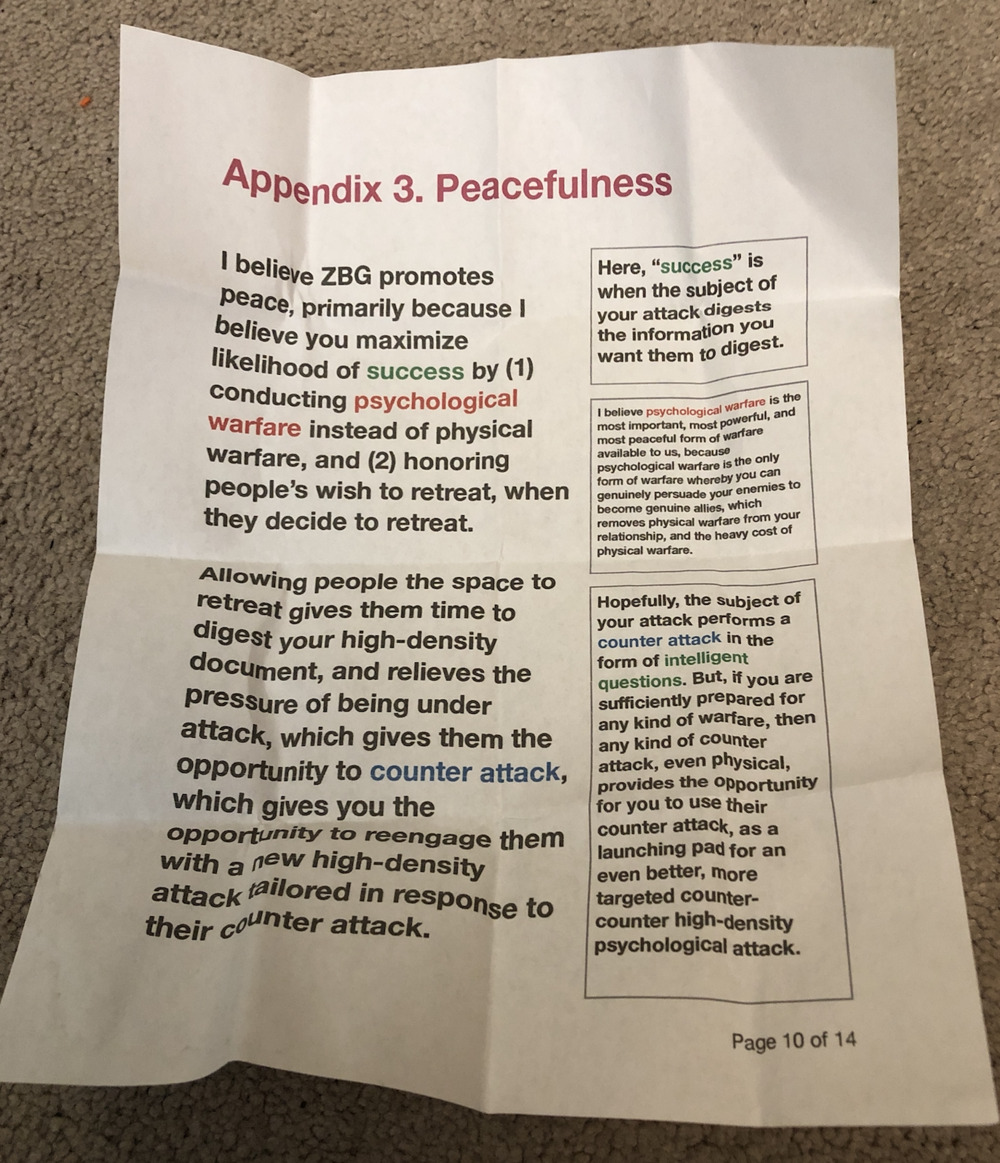 Appendix 3. Peacefulness
I believe ZBG promotes
peace, primarily because I
believe you maximize
likelihood of success by (1)
conducting psychological
warfare instead of physical
warfare, and (2) honoring
people's wish to retreat, when
they decide to retreat.
Allowing people the space to
retreat gives them time to
digest your high-density
document, and relieves the
pressure of being under
attack, which gives them the
opportunity to counter attack,
which gives you the
opportunity to reengage them
with a new high-density
attack tailored in response to
their counter attack.
Here, “success” is
when the subject of
your attack digests
the information you
want them to digest.
I believe psychological warfare is the
most important, most powerful, and
most peaceful form of warfare
available to us, because
psychological warfare is the only
form of warfare whereby you can
genuinely persuade your enemies to
become genuine allies, which
removes physical warfare from your
relationship, and the heavy cost of
physical warfare.
Hopefully, the subject of
your attack performs a
counter attack in the
form of intelligent
questions. But, if you are
sufficiently prepared for
any kind of warfare, then
any kind of counter
attack, even physical,
provides the opportunity
for you to use their
counter attack, as a
launching pad for an
even better, more
targeted counter-
counter high-density
psychological attack.
Page 10 of 14